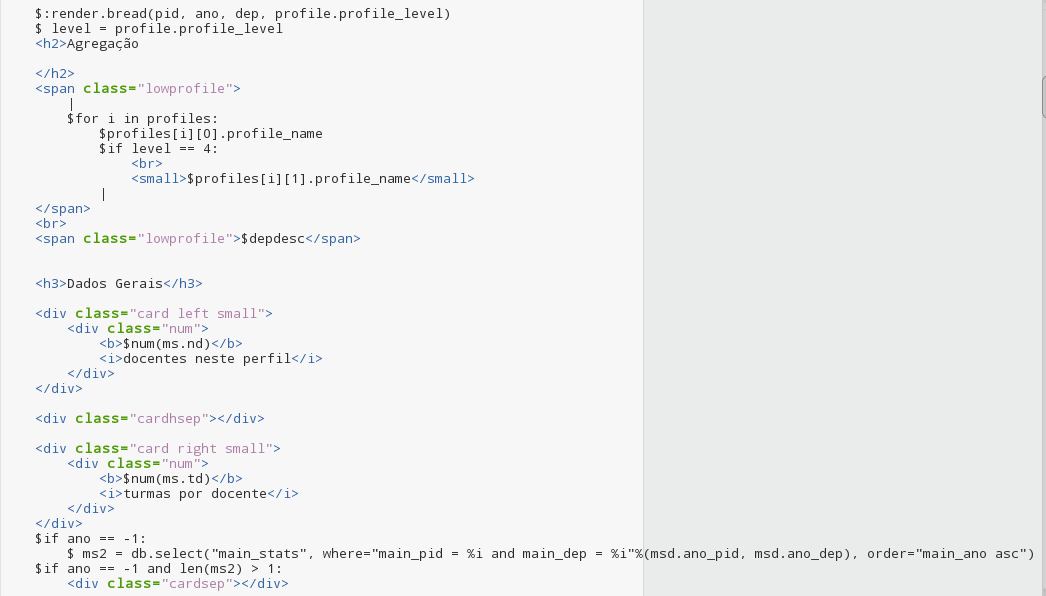 $:render.bread(pid, ano, dep, profile.profile_level)
$ level = profile.profile_level
<h2>Agregação
</h2>
<span class="lowprofile">
|
$for i in profiles:
$profiles[i][0].profile_name
$if level == 4:
<br>
<small>$profiles[i][1].profile_name</small>
|
</span>
<br>
<span class="lowprofile">$depdesc</span>
<h3>Dados Gerais</h3>
<div class="card left small">
<div class="num">
<b>$num(ms.nd)</b>
<i>docentes neste perfil</i>
</div>
</div>
<div class="cardhsep"></div>
<div class="card right small">
<div class="num">
<b>$num(ms.td)</b>
<i>turmas por docente</i>
</div>
</div>
$if ano == -1:
$ ms2 = db.select("main_stats", where="main_pid = %i and main_dep = %i"%(msd.ano_pid, msd.ano_dep), order="main_ano asc")
$if ano == -1 and len(ms2) > 1:
<div class="cardsep"></div>